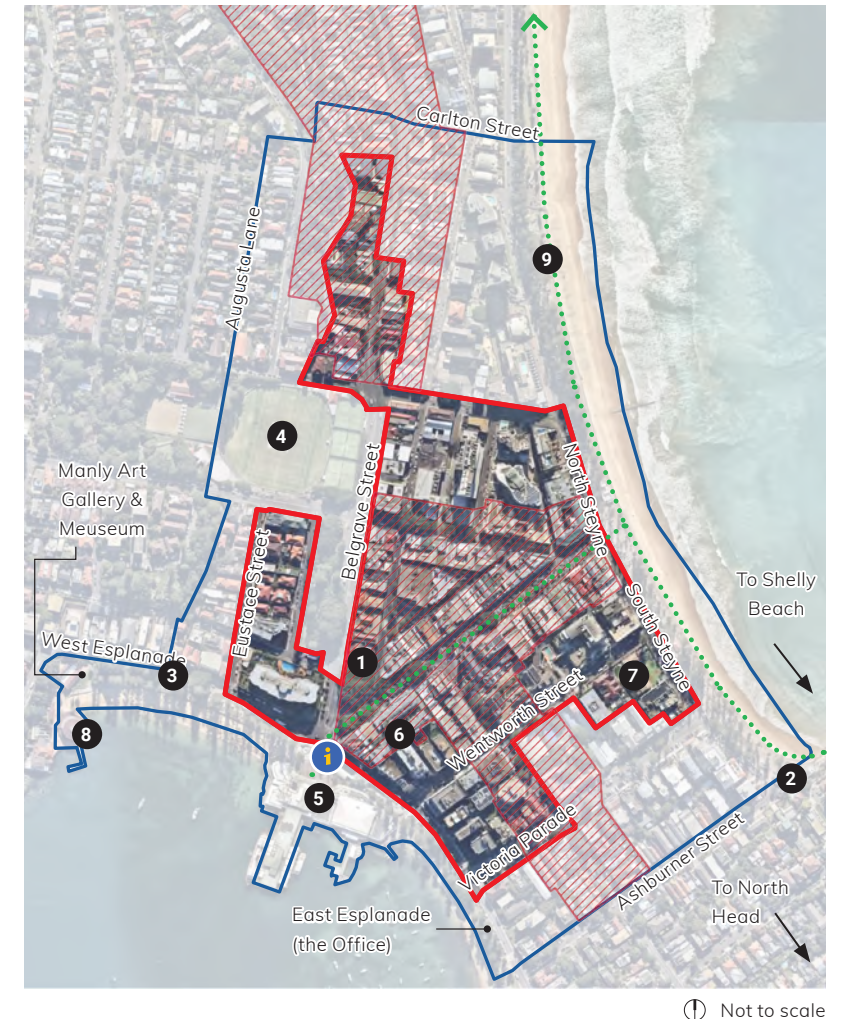 Carlton Street
Augusta Lane
9
4
Manly Art
Gallery &
Meuseum
Belgrave Street
North Steyne
Eustace Street
To Shelly
Beach
South Steyne
West Esplanade
1
3
7
Wentworth Street
8
6
i
2
5
Victoria Parade
Ashburner Street
To North
Head
East Esplanade
(the Office)
Not to scale